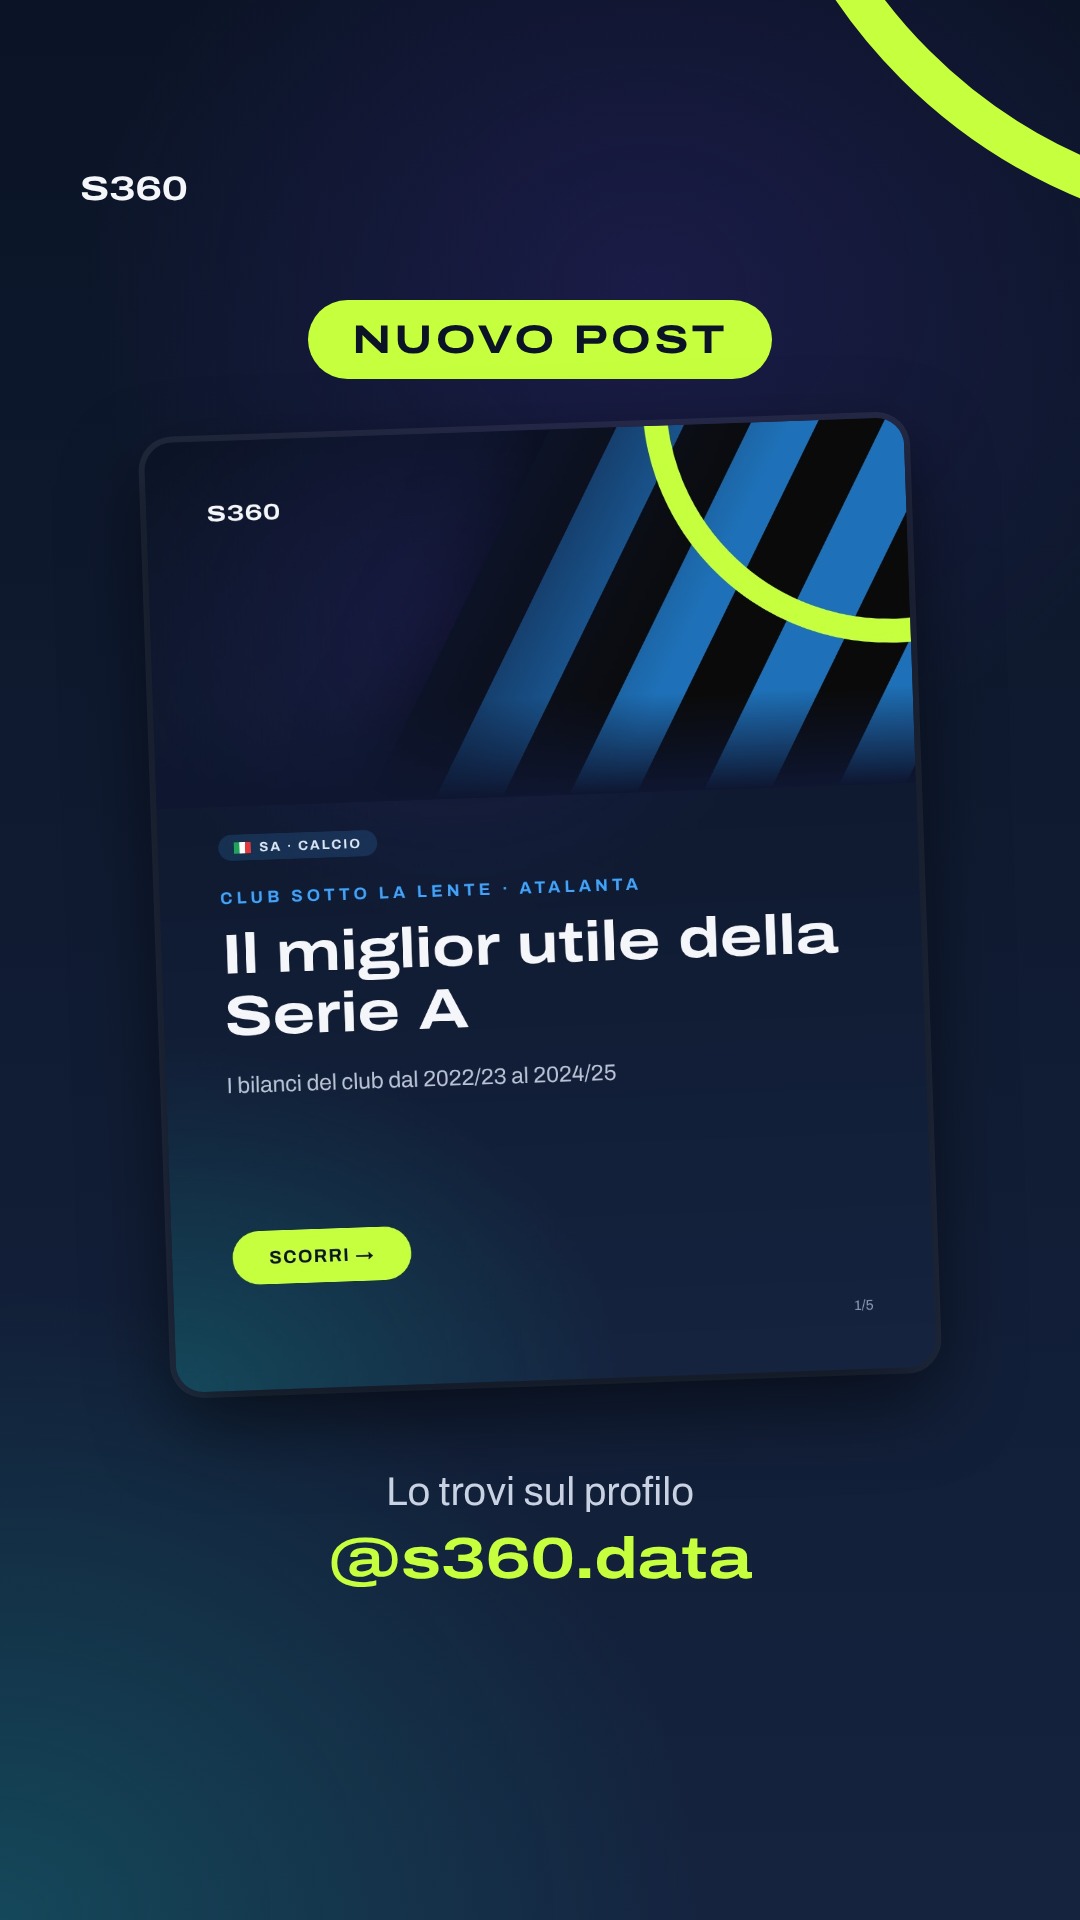 S360
NUOVO POST
S360
SA · CALCIO
CLUB SOTTO LA LENTE · ATALANTA
Il miglior utile della
Serie A
I bilanci del club dal 2022/23 al 2024/25
SCORRI →
1/5
Lo trovi sul profilo
@s360.data